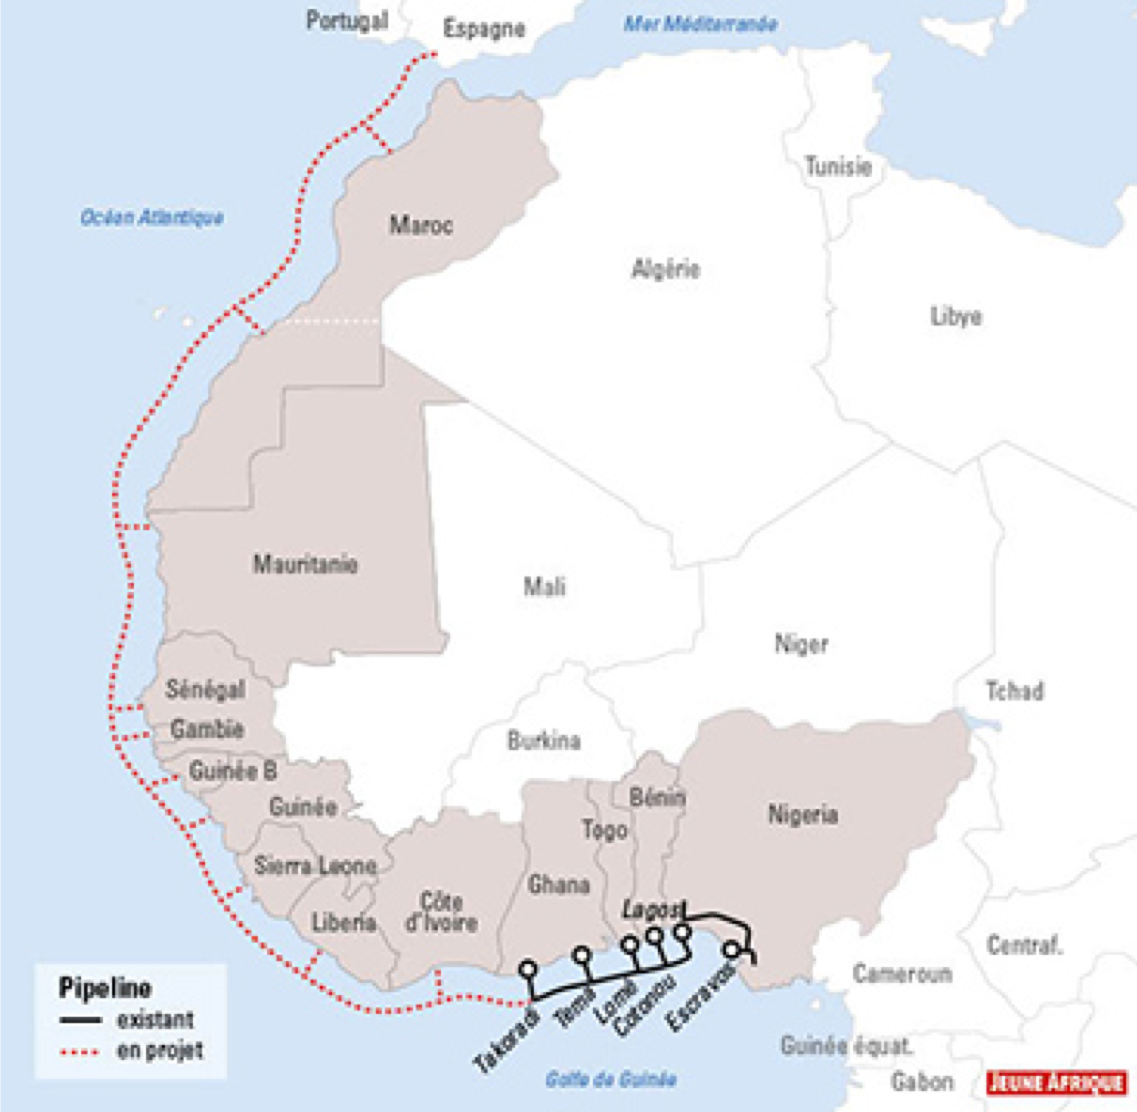 Portugal
Espagne
Mer Méditerranée
Tunisie
Océan Atlantique
Maroc
Algérie
Libye
Mauritanie
Mali
Niger
Tchad
Sénégal
Gambie
Burkina
Guinée B
Bénin
Guinée
Nigeria
Togo
Sierra Leone
Ghana
Côte
d'Ivoire
Lagos
Liberia
Centraf.
Cameroun
Pipeline
existant
en projet
Takoradi
Tema
Lomé
Cotonou
Escravos
Guinée équat.
Golfe de Guinée
Gabon
JEUNE AFRIQUE